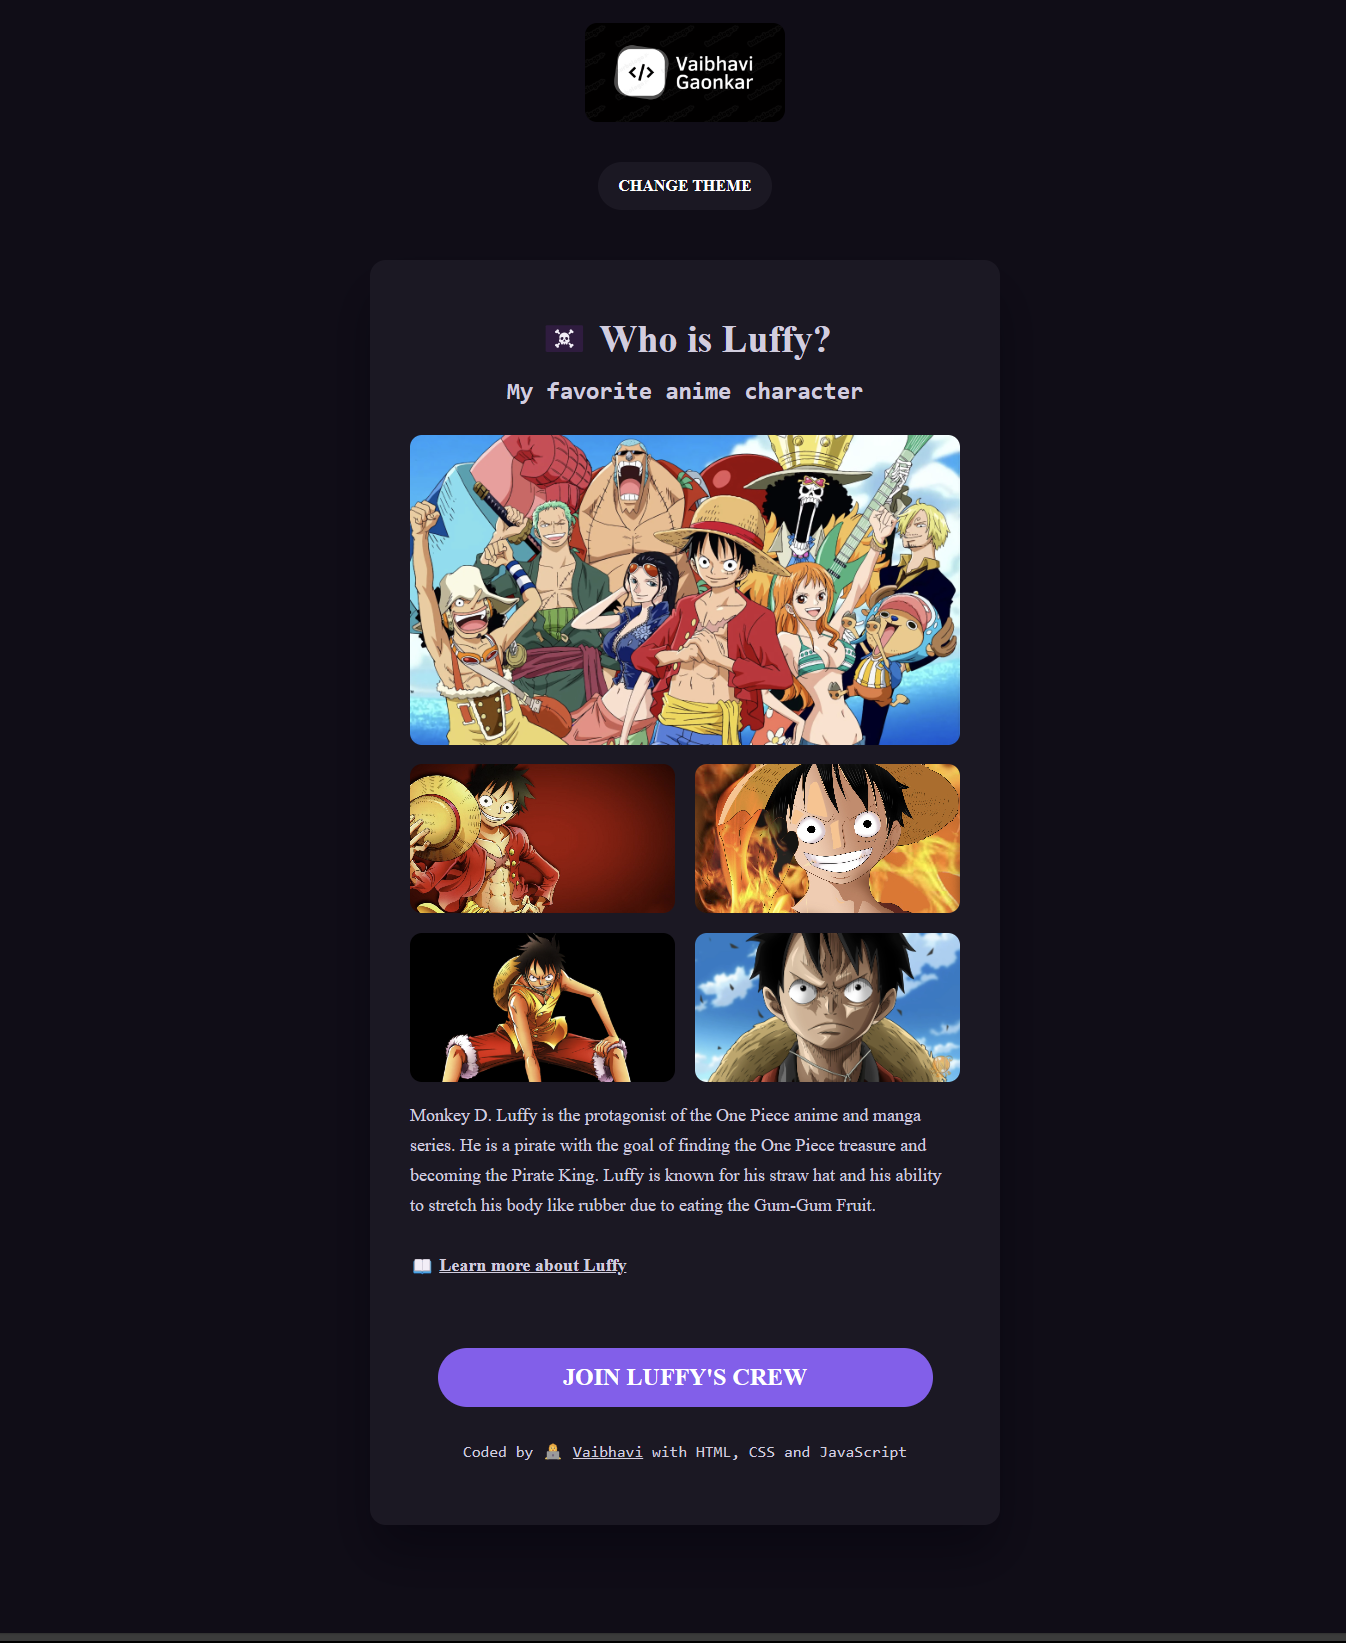 </> Vaibhavi
Gaonkar
CHANGE THEME
🏴‍☠️ Who is Luffy?
My favorite anime character
Monkey D. Luffy is the protagonist of the One Piece anime and manga
series. He is a pirate with the goal of finding the One Piece treasure and
becoming the Pirate King. Luffy is known for his straw hat and his ability
to stretch his body like rubber due to eating the Gum-Gum Fruit.
📖 Learn more about Luffy
JOIN LUFFY'S CREW
Coded by 👩‍💻 Vaibhavi with HTML, CSS and JavaScript